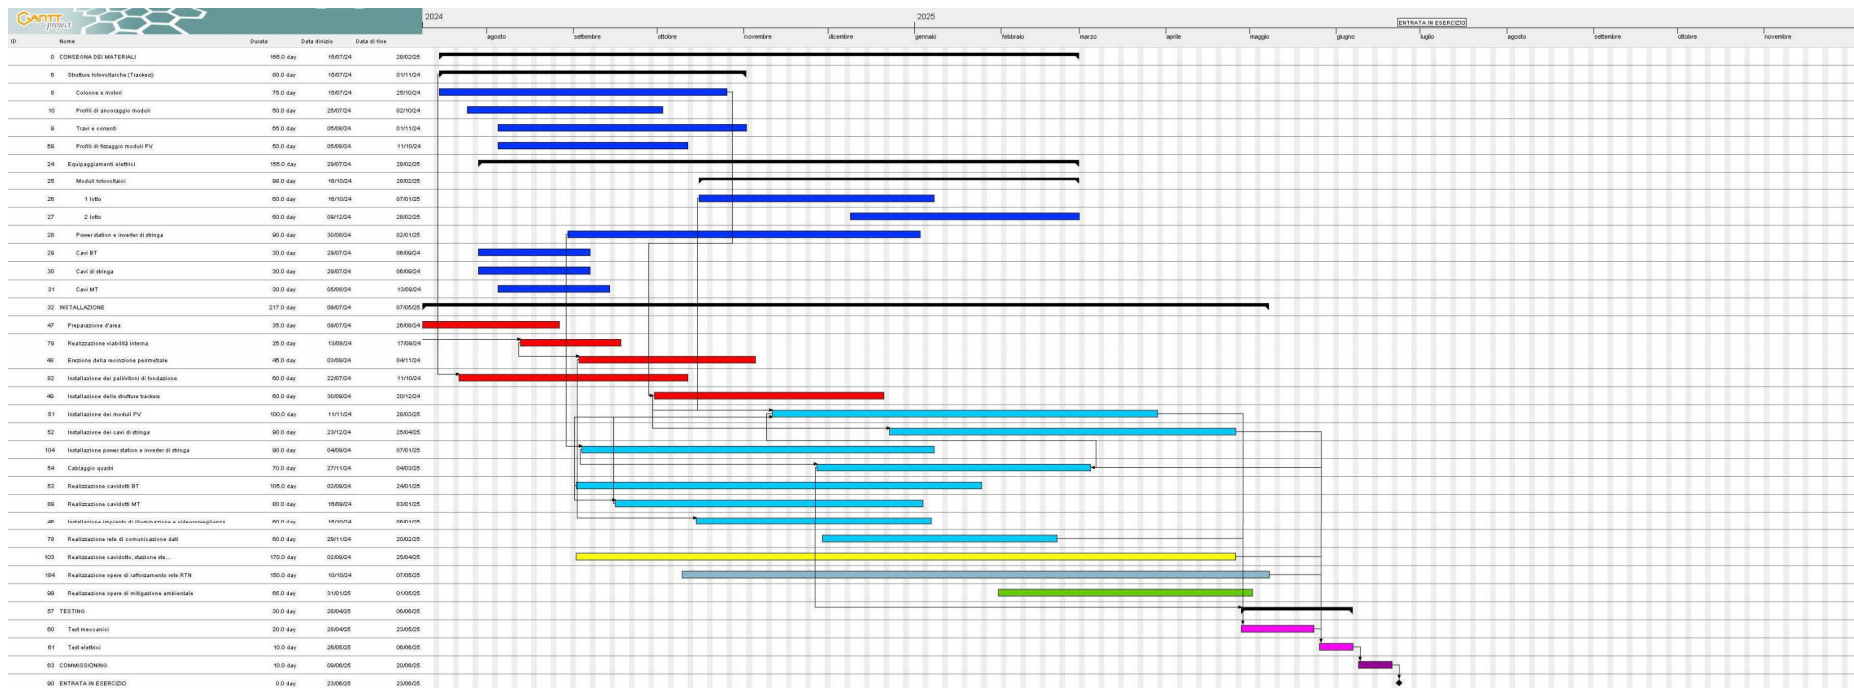 GANTT project
2024 2025 ENTRATA IN ESERCIZIO
agosto settembre ottobre novembre dicembre gennaio febbraio marzo aprile maggio giugno luglio agosto settembre ottobre novembre
ID Nome Durata Data dinizio Data di fine
0 CONSEGNA DEI MATERIALI 165.0 day 15/07/24 28/02/25
6 Strutture fotovoltaiche (Trackers) 80.0 day 15/07/24 01/11/24
8 Colonne e motori 75.0 day 15/07/24 25/10/24
10 Profili di ancoraggio moduli 50.0 day 25/07/24 02/10/24
9 Travi e correnti 65.0 day 05/08/24 01/11/24
59 Profili di fissaggio moduli PV 50.0 day 05/08/24 11/10/24
24 Equipaggiamenti elettrici 155.0 day 29/07/24 28/02/25
25 Moduli fotovoltaici 98.0 day 16/10/24 28/02/25
26 1 lotto 60.0 day 16/10/24 07/01/25
27 2 lotto 60.0 day 09/12/24 28/02/25
28 Power station e inverter di stringa 90.0 day 30/08/24 02/01/25
29 Cavi BT 30.0 day 29/07/24 06/09/24
30 Cavi di stringa 30.0 day 29/07/24 06/09/24
31 Cavi MT 30.0 day 05/08/24 13/09/24
32 INSTALLAZIONE 217.0 day 08/07/24 07/05/25
47 Preparazione d'area 35.0 day 08/07/24 26/08/24
79 Realizzazione viabilità interna 26.0 day 13/08/24 17/09/24
48 Erezione della recinzione perimetrale 45.0 day 03/09/24 04/11/24
82 Installazione dei pali/vitoni di fondazione 60.0 day 22/07/24 11/10/24
49 Installazione delle strutture trackers 60.0 day 30/09/24 20/12/24
51 Installazione dei moduli PV 100.0 day 11/11/24 28/03/25
52 Installazione dei cavi di stringa 90.0 day 23/12/24 25/04/25
104 Installazione power station e inverter di stringa 90.0 day 04/09/24 07/01/25
54 Cablaggio quadri 70.0 day 27/11/24 04/03/25
53 Realizzazione cavidotti BT 105.0 day 02/09/24 24/01/25
88 Realizzazione cavidotti MT 80.0 day 16/09/24 03/01/25
46 Installazione impianto di illuminazione e videosorveglianza 60.0 day 15/10/24 06/01/25
78 Realizzazione rete di comunicazione dati 60.0 day 29/11/24 20/02/25
103 Realizzazione cavidotto, stazione ste... 170.0 day 02/09/24 25/04/25
184 Realizzazione opere di rafforzamento rete RTN 150.0 day 10/10/24 07/05/25
98 Realizzazione opere di mitigazione ambientale 65.0 day 31/01/25 01/05/25
57 TESTING 30.0 day 28/04/25 06/06/25
60 Test meccanici 20.0 day 28/04/25 23/05/25
61 Test elettrici 10.0 day 26/05/25 06/06/25
63 COMMISSIONING 10.0 day 09/06/25 20/06/25
90 ENTRATA IN ESERCIZIO 0.0 day 23/06/25 23/06/25